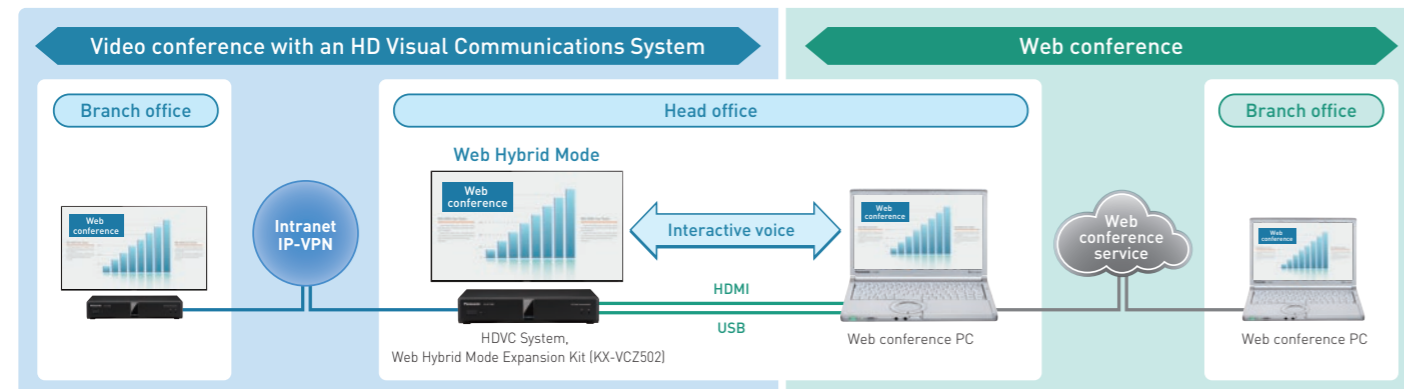 Video conference with an HD Visual Communications System
Web conference
Branch office
Head office
Branch office
Web Hybrid Mode
Web
conference
Web
conference
Web
conference
Web
conference
Intranet
IP-VPN
Interactive voice
Web
conference
service
HDMI
USB
Panasonic
HDVC System,
Web Hybrid Mode Expansion Kit (KX-VCZ502)
Web conference PC
Web conference PC